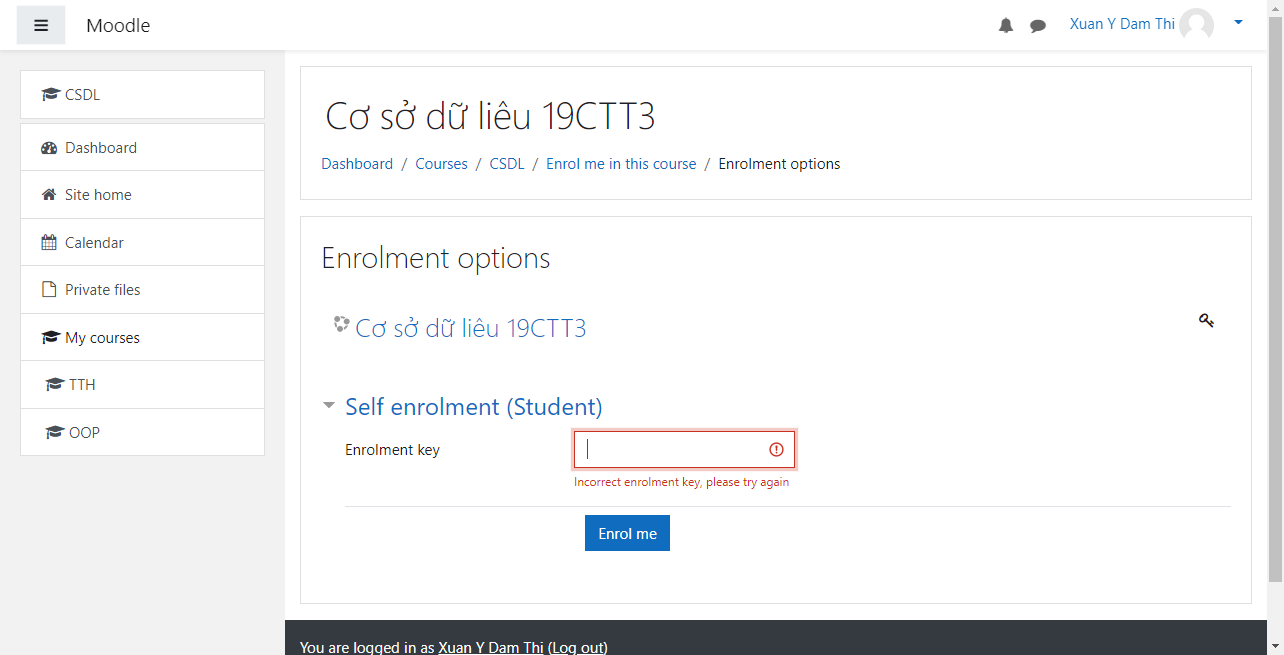 Moodle
Xuan Y Dam Thi
CSDL
Dashboard
Site home
Calendar
Private files
My courses
TTH
OOP
Cơ sở dữ liêu 19CTT3
Dashboard / Courses / CSDL / Enrol me in this course / Enrolment options
Enrolment options
Cơ sở dữ liêu 19CTT3
Self enrolment (Student)
Enrolment key
Incorrect enrolment key, please try again
Enrol me
You are logged in as Xuan Y Dam Thi (Log out)